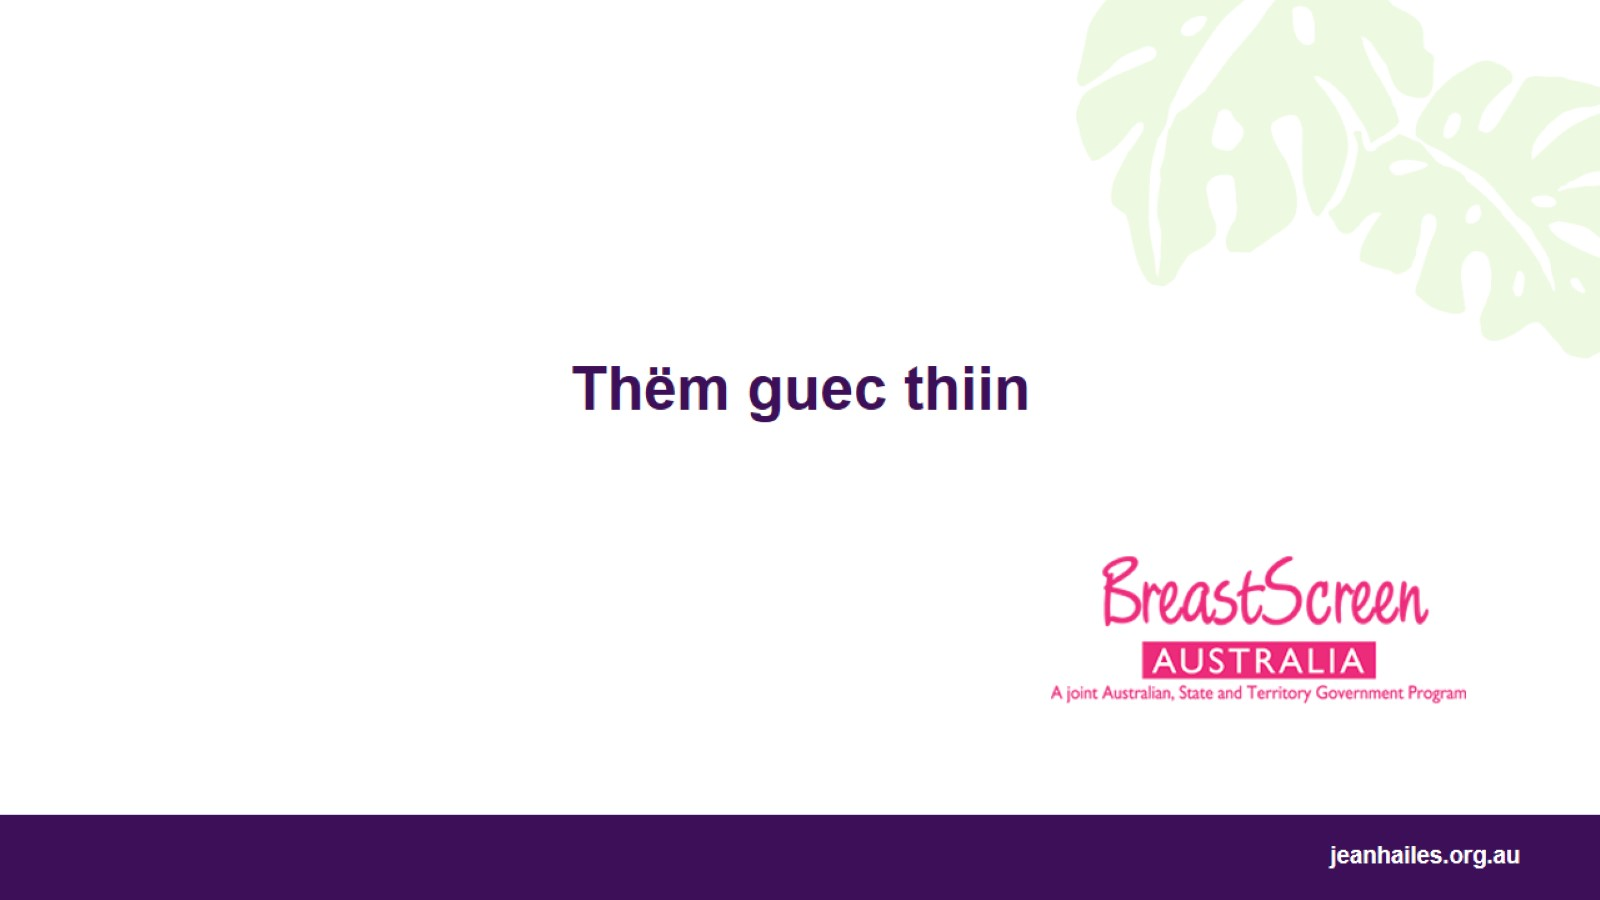 Thëm guec thiin
BreastScreen
AUSTRALIA
A joint Australian, State and Territory Government Program
jeanhailes.org.au